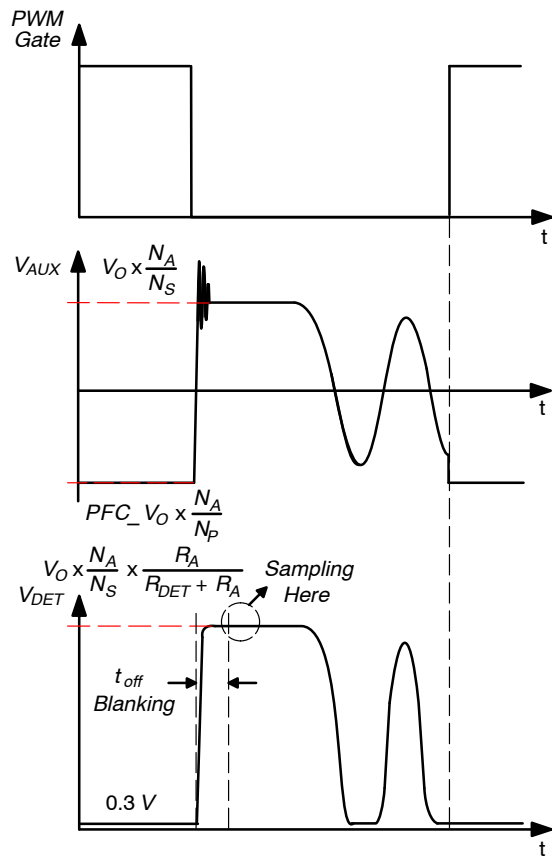 PWM
Gate
t
V_AUX
V_O x N_A/N_S
t
PFC_V_O x N_A/N_P
V_O x N_A/N_S x R_A/(R_DET + R_A)
Sampling
Here
V_DET
t_off
Blanking
0.3 V
t